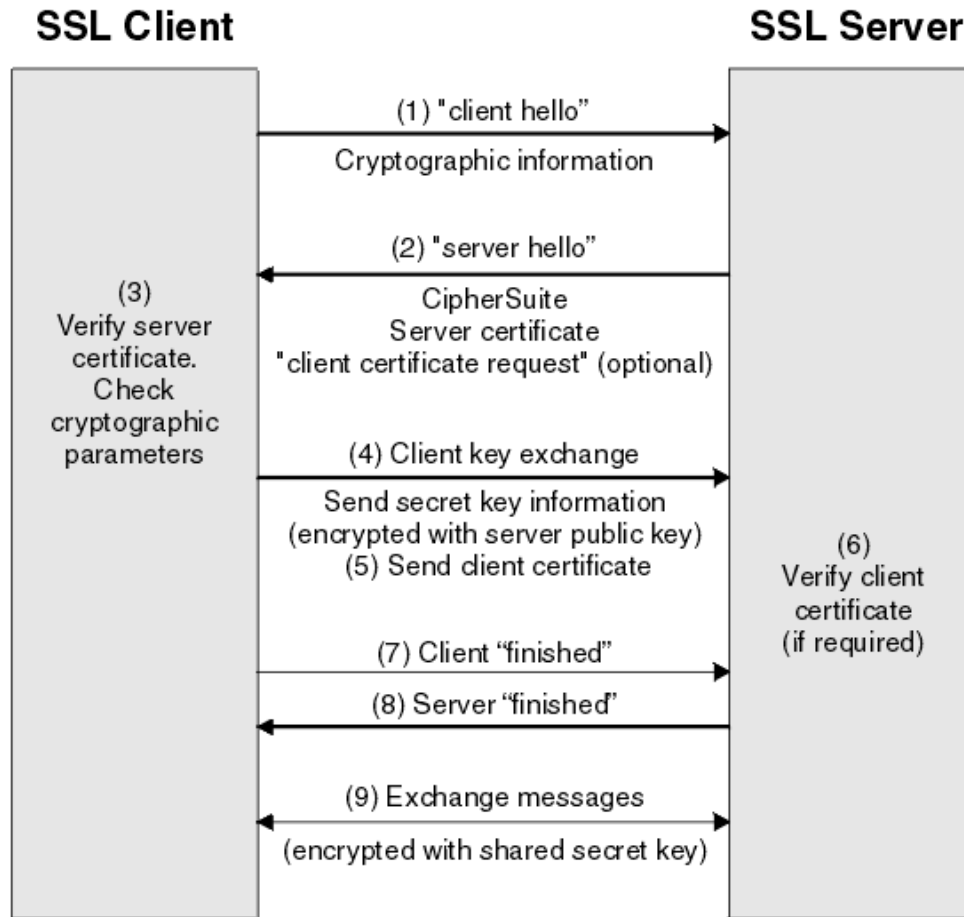 SSL Client
SSL Server
(1) "client hello”
Cryptographic information
(2) "server hello”
CipherSuite
Server certificate
"client certificate request" (optional)
(3)
Verify server
certificate.
Check
cryptographic
parameters
(4) Client key exchange
Send secret key information
(encrypted with server public key)
(5) Send client certificate
(6)
Verify client
certificate
(if required)
(7) Client “finished”
(8) Server “finished”
(9) Exchange messages
(encrypted with shared secret key)